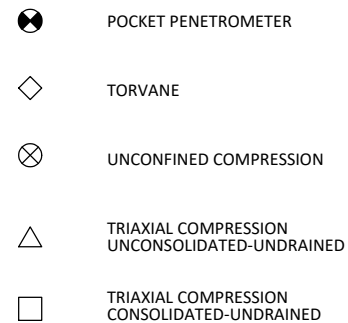 POCKET PENETROMETER
TORVANE
UNCONFINED COMPRESSION
TRIAXIAL COMPRESSION
UNCONSOLIDATED-UNDRAINED
TRIAXIAL COMPRESSION
CONSOLIDATED-UNDRAINED